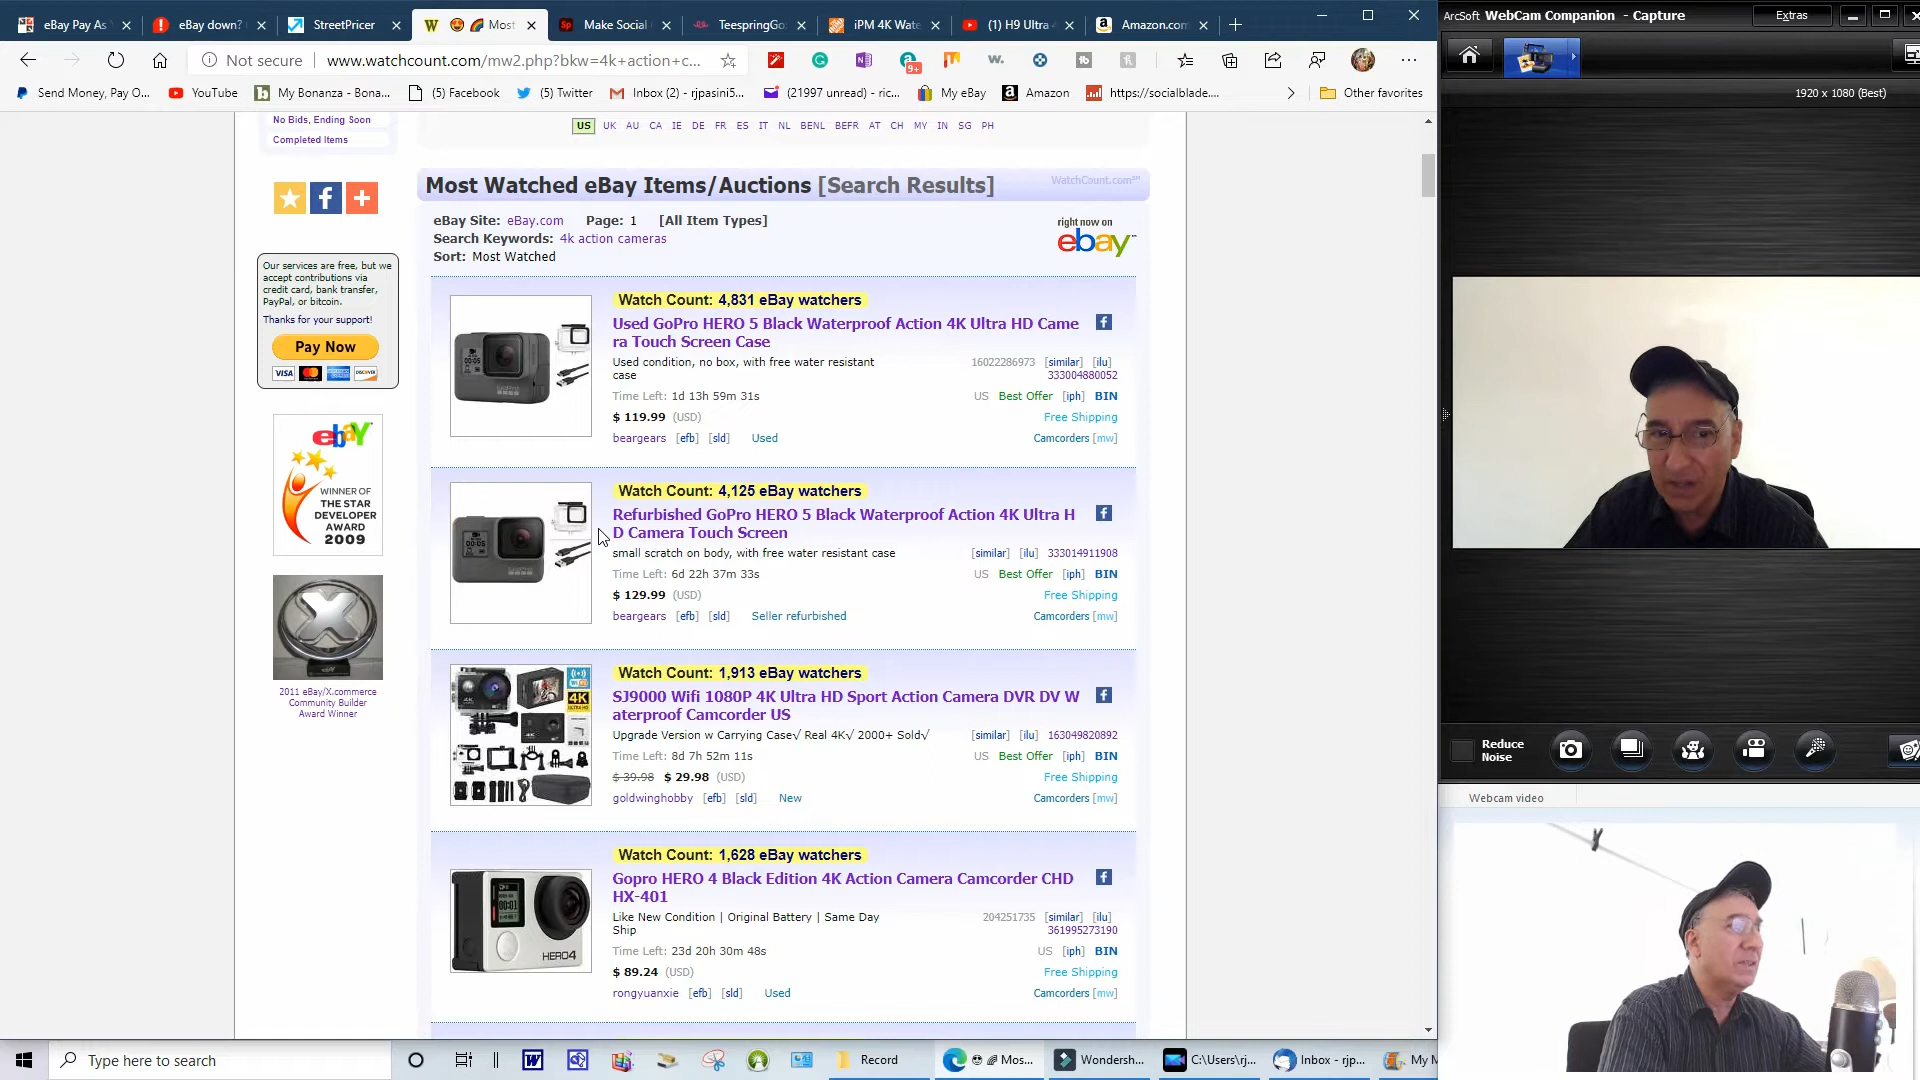 eBay Pay As
eBay down?
StreetPricer
Most
Make Social
TeespringGo
iPM 4K Wate
(1) H9 Ultra
Amazon.com
ArcSoft WebCam Companion - Capture
Extras
Not secure
www.watchcount.com/mw2.php?bkw=4k+action+c...
9+
1920 x 1080 (Best)
Send Money, Pay O...
YouTube
My Bonanza - Bona...
(5) Facebook
(5) Twitter
Inbox (2) - rjpasini5...
(21997 unread) - ric...
My eBay
Amazon
https://socialblade....
Other favorites
No Bids, Ending Soon
Completed Items
US UK AU CA IE DE FR ES IT NL BENL BEFR AT CH MY IN SG PH
Most Watched eBay Items/Auctions [Search Results]
WatchCount.com℠
eBay Site: eBay.com Page: 1 [All Item Types]
Search Keywords: 4k action cameras
Sort: Most Watched
right now on
ebay
Our services are free, but we
accept contributions via
credit card, bank transfer,
PayPal, or bitcoin.
Thanks for your support!
Pay Now
VISA
DISCOVER
ebay
WINNER OF
THE STAR
DEVELOPER
AWARD
2009
2011 eBay/X.commerce
Community Builder
Award Winner
Watch Count: 4,831 eBay watchers
Used GoPro HERO 5 Black Waterproof Action 4K Ultra HD Came
ra Touch Screen Case
Used condition, no box, with free water resistant
case
16022286973 [similar] [ilu]
333004880052
Time Left: 1d 13h 59m 31s
US Best Offer [iph] BIN
$ 119.99 (USD)
Free Shipping
beargears [efb] [sld] Used
Camcorders [mw]
Watch Count: 4,125 eBay watchers
Refurbished GoPro HERO 5 Black Waterproof Action 4K Ultra H
D Camera Touch Screen
small scratch on body, with free water resistant case
[similar] [ilu] 333014911908
Time Left: 6d 22h 37m 33s
US Best Offer [iph] BIN
$ 129.99 (USD)
Free Shipping
beargears [efb] [sld] Seller refurbished
Camcorders [mw]
Watch Count: 1,913 eBay watchers
SJ9000 Wifi 1080P 4K Ultra HD Sport Action Camera DVR DV W
aterproof Camcorder US
Upgrade Version w Carrying Case√ Real 4K√ 2000+ Sold√
[similar] [ilu] 163049820892
Time Left: 8d 7h 52m 11s
US Best Offer [iph] BIN
$ 39.98 $ 29.98 (USD)
Free Shipping
goldwinghobby [efb] [sld] New
Camcorders [mw]
4K
Watch Count: 1,628 eBay watchers
Gopro HERO 4 Black Edition 4K Action Camera Camcorder CHD
HX-401
Like New Condition | Original Battery | Same Day
Ship
204251735 [similar] [ilu]
361995273190
Time Left: 23d 20h 30m 48s
US [iph] BIN
$ 89.24 (USD)
Free Shipping
rongyuanxie [efb] [sld] Used
Camcorders [mw]
HERO4
Reduce
Noise
Webcam video
Type here to search
Record
Mos...
Wondersh...
C:\Users\rj...
Inbox - rjp...
My M